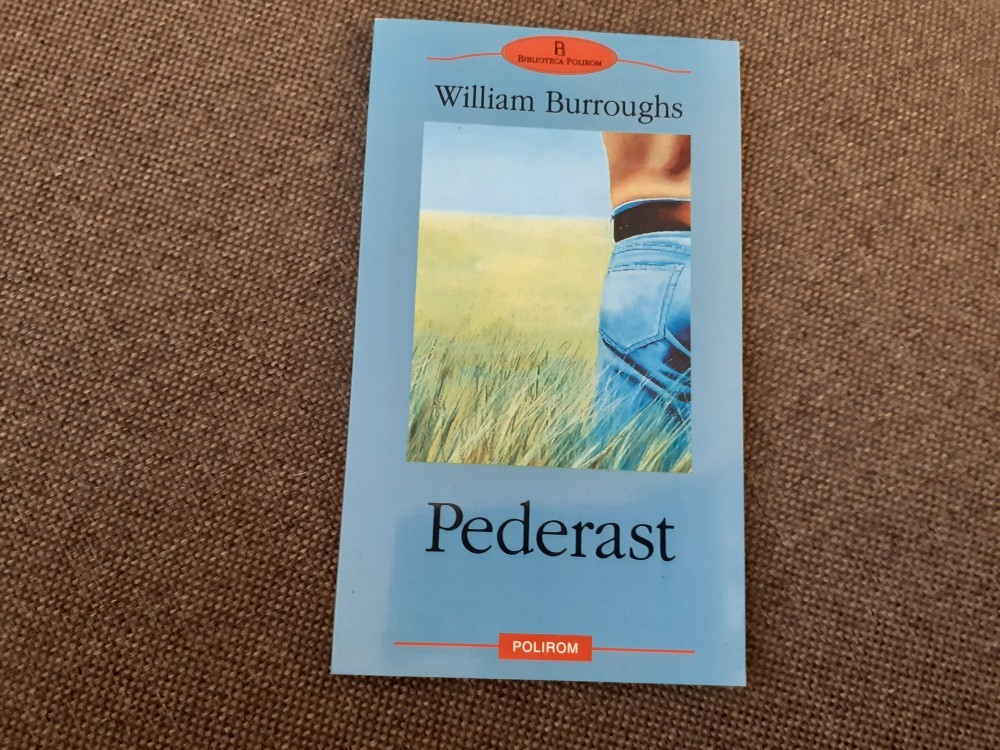 B
BIBLIOTECA POLIROM
William Burroughs
Pederast
POLIROM